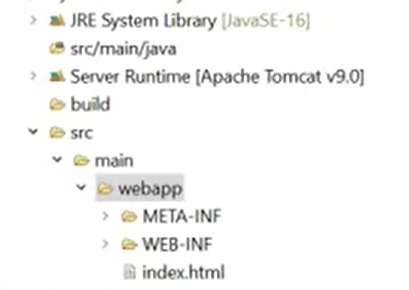 JRE System Library [JavaSE-16]
src/main/java
Server Runtime [Apache Tomcat v9.0]
build
src
main
webapp
META-INF
WEB-INF
index.html